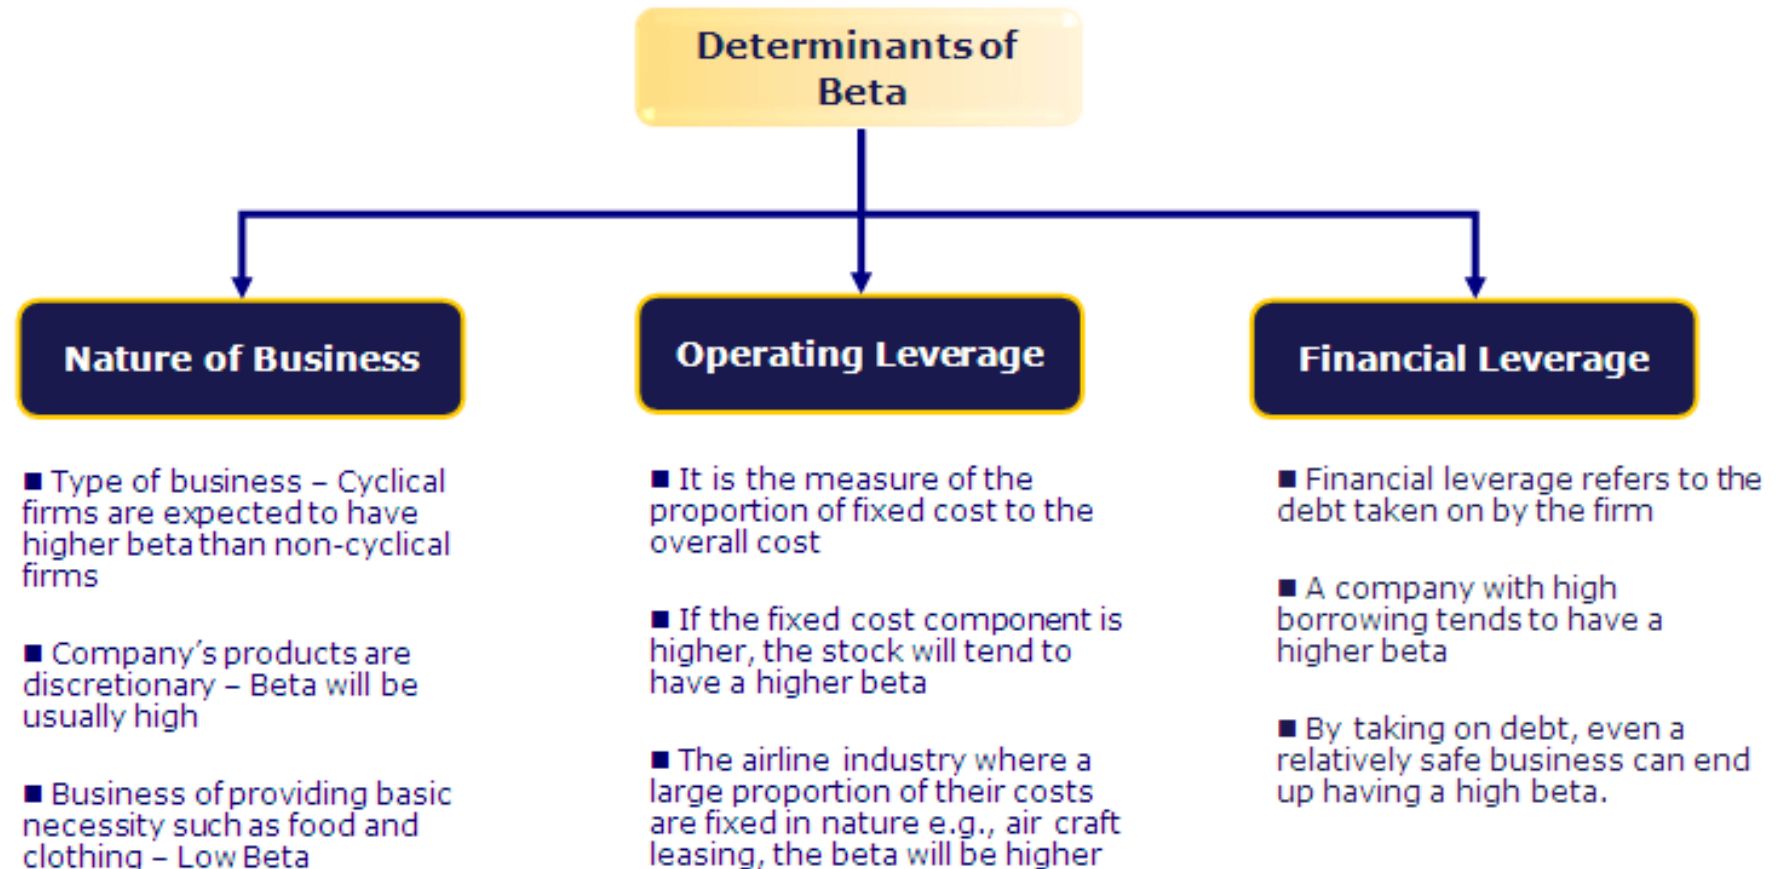 Determinants of
Beta
Nature of Business
■ Type of business – Cyclical
firms are expected to have
higher beta than non-cyclical
firms
■ Company's products are
discretionary – Beta will be
usually high
■ Business of providing basic
necessity such as food and
clothing – Low Beta
Operating Leverage
■ It is the measure of the
proportion of fixed cost to the
overall cost
■ If the fixed cost component is
higher, the stock will tend to
have a higher beta
■ The airline industry where a
large proportion of their costs
are fixed in nature e.g., air craft
leasing, the beta will be higher
Financial Leverage
■ Financial leverage refers to the
debt taken on by the firm
■ A company with high
borrowing tends to have a
higher beta
■ By taking on debt, even a
relatively safe business can end
up having a high beta.